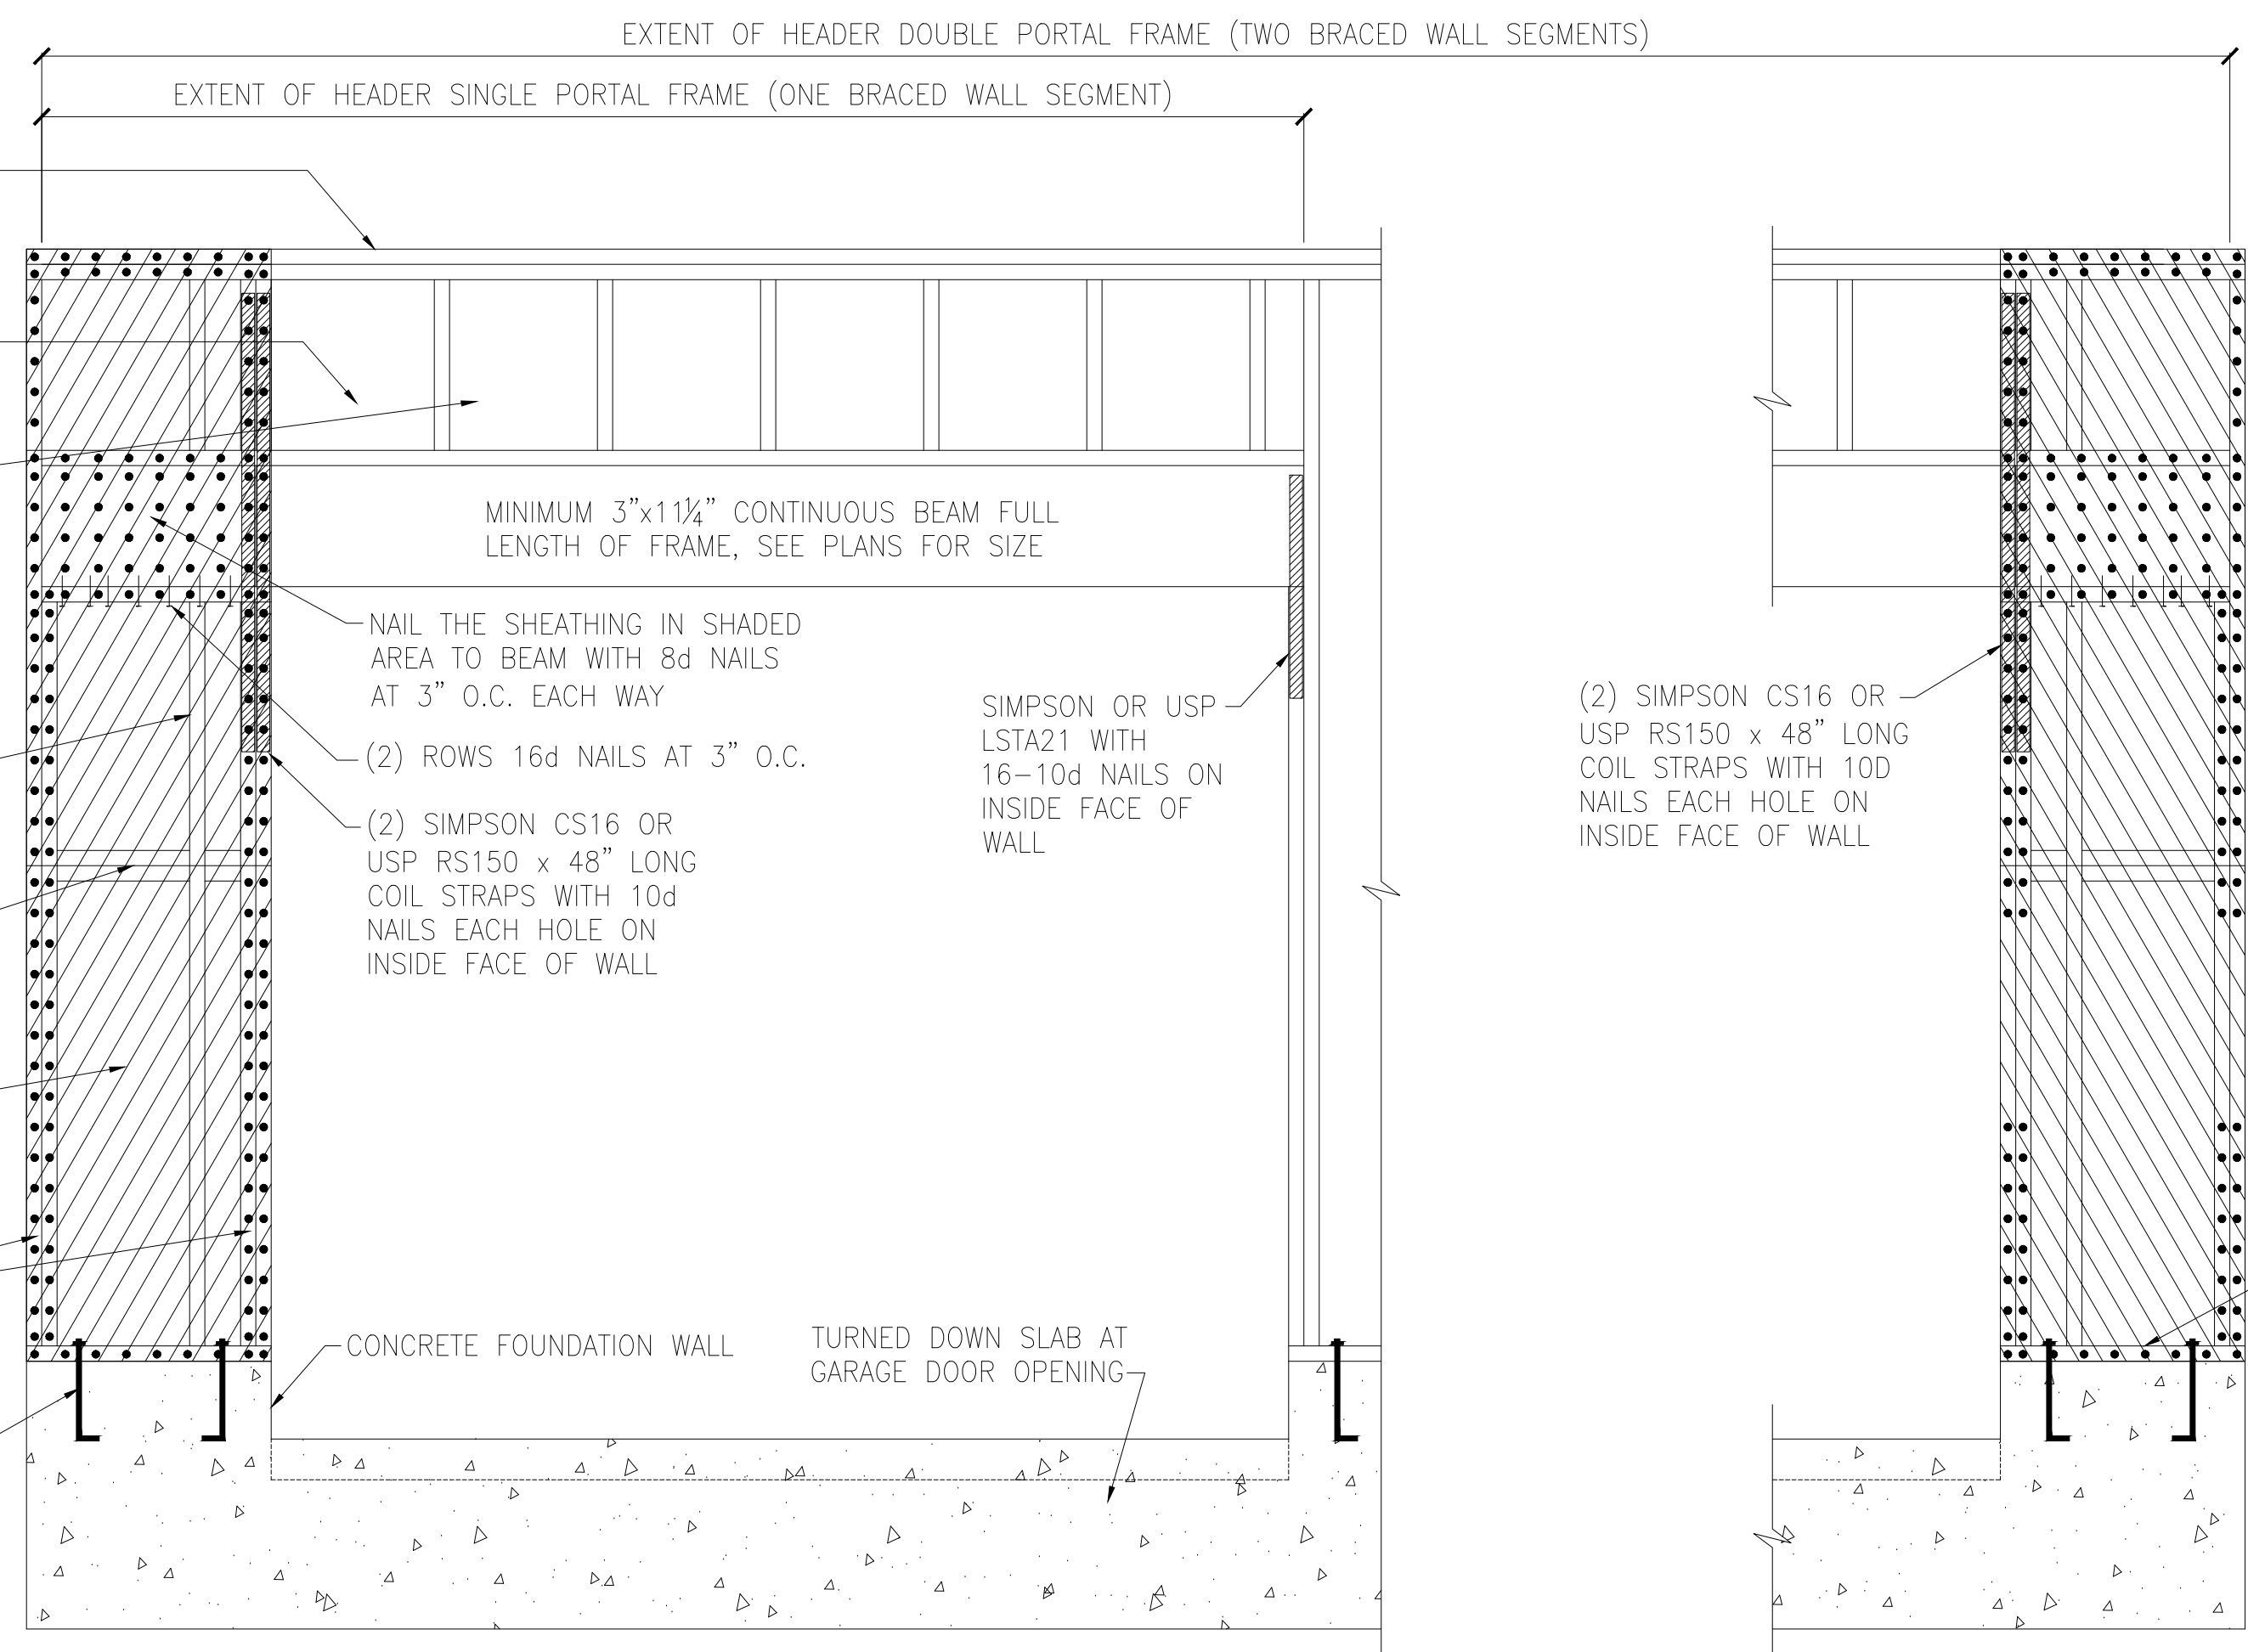 EXTENT OF HEADER DOUBLE PORTAL FRAME (TWO BRACED WALL SEGMENTS)
EXTENT OF HEADER SINGLE PORTAL FRAME (ONE BRACED WALL SEGMENT)
MINIMUM 3"x11¼" CONTINUOUS BEAM FULL
LENGTH OF FRAME, SEE PLANS FOR SIZE
NAIL THE SHEATHING IN SHADED
AREA TO BEAM WITH 8d NAILS
AT 3" O.C. EACH WAY
(2) ROWS 16d NAILS AT 3" O.C.
(2) SIMPSON CS16 OR
USP RS150 x 48" LONG
COIL STRAPS WITH 10d
NAILS EACH HOLE ON
INSIDE FACE OF WALL
SIMPSON OR USP
LSTA21 WITH
16-10d NAILS ON
INSIDE FACE OF
WALL
(2) SIMPSON CS16 OR
USP RS150 x 48" LONG
COIL STRAPS WITH 10D
NAILS EACH HOLE ON
INSIDE FACE OF WALL
CONCRETE FOUNDATION WALL
TURNED DOWN SLAB AT
GARAGE DOOR OPENING